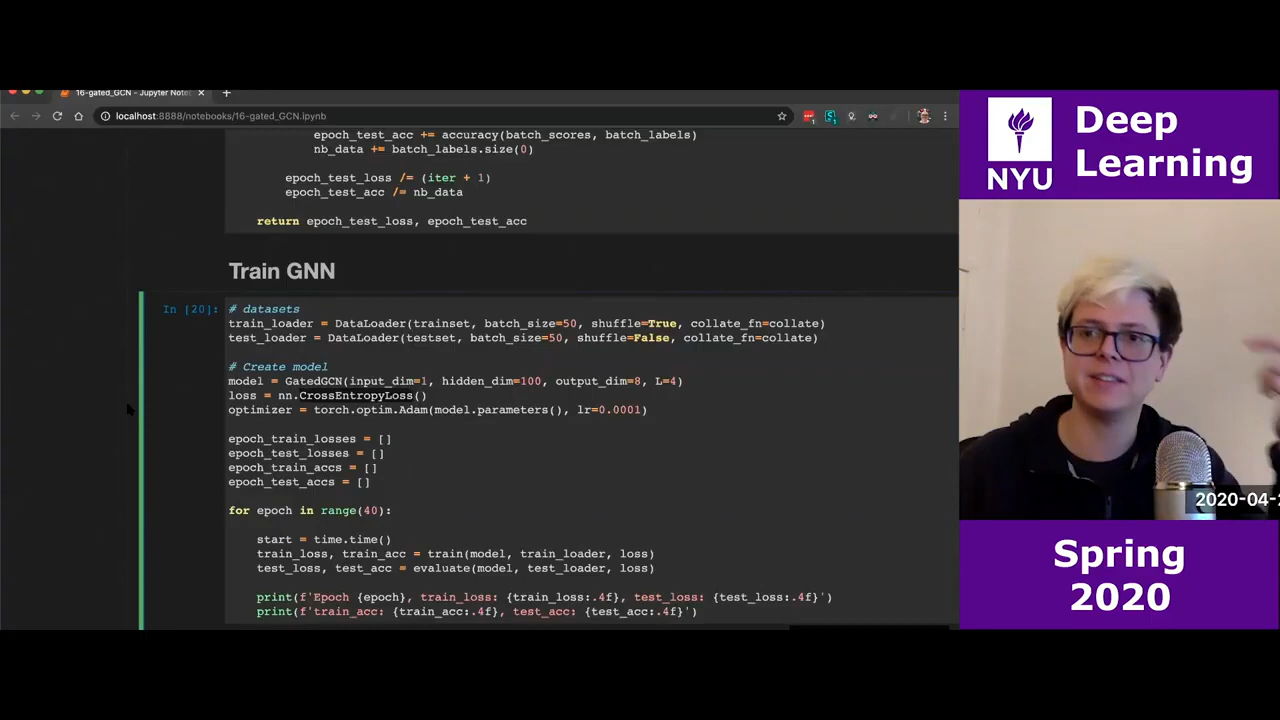 16-gated_GCN - Jupyter Note
localhost:8888/notebooks/16-gated_GCN.ipynb
epoch_test_acc += accuracy(batch_scores, batch_labels)
nb_data += batch_labels.size(0)
epoch_test_loss /= (iter + 1)
epoch_test_acc /= nb_data
return epoch_test_loss, epoch_test_acc
Train GNN
In [20]:
# datasets
train_loader = DataLoader(trainset, batch_size=50, shuffle=True, collate_fn=collate)
test_loader = DataLoader(testset, batch_size=50, shuffle=False, collate_fn=collate)
# Create model
model = GatedGCN(input_dim=1, hidden_dim=100, output_dim=8, L=4)
loss = nn.CrossEntropyLoss()
optimizer = torch.optim.Adam(model.parameters(), lr=0.0001)
epoch_train_losses = []
epoch_test_losses = []
epoch_train_accs = []
epoch_test_accs = []
for epoch in range(40):
start = time.time()
train_loss, train_acc = train(model, train_loader, loss)
test_loss, test_acc = evaluate(model, test_loader, loss)
print(f'Epoch {epoch}, train_loss: {train_loss:.4f}, test_loss: {test_loss:.4f}')
print(f'train_acc: {train_acc:.4f}, test_acc: {test_acc:.4f}')
NYU
Deep
Learning
2020-04-2
Spring
2020